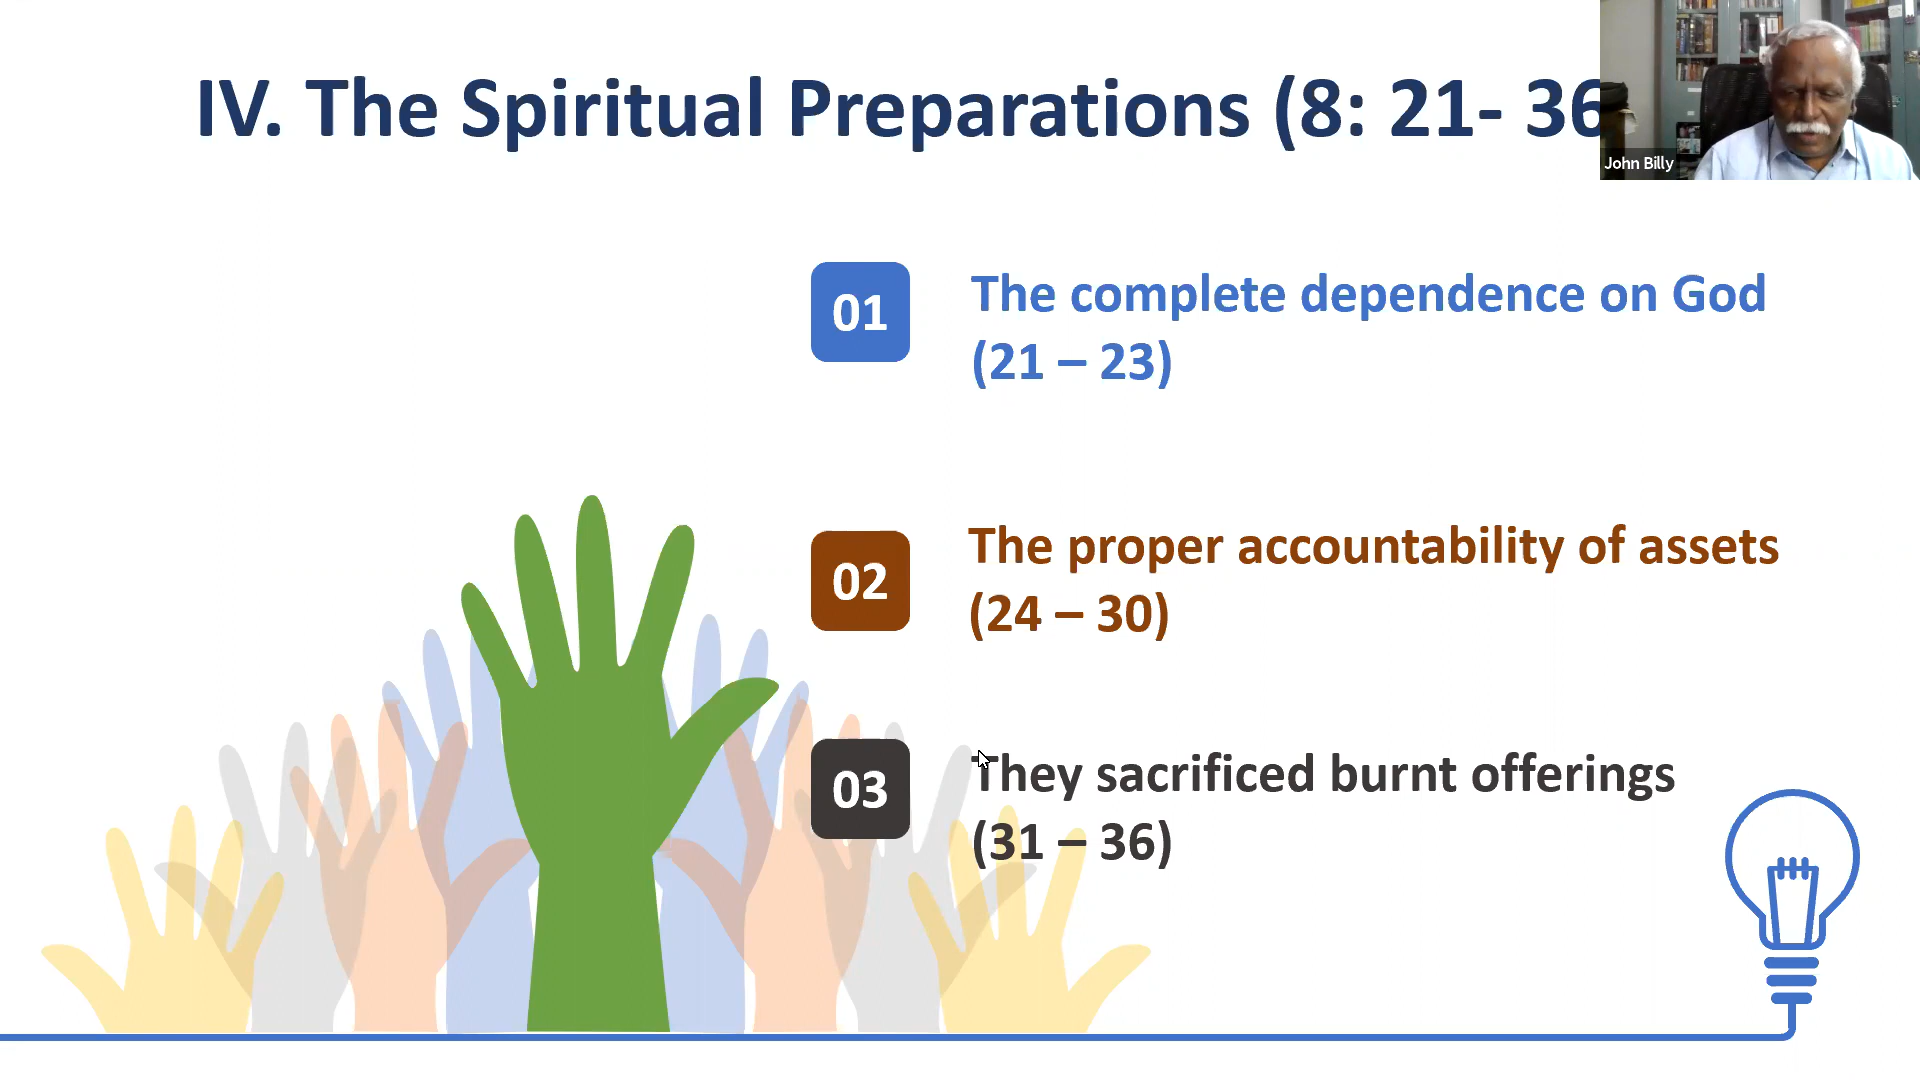 IV. The Spiritual Preparations (8: 21- 36
John Billy
01
The complete dependence on God
(21 – 23)
02
The proper accountability of assets
(24 – 30)
03
They sacrificed burnt offerings
(31 – 36)